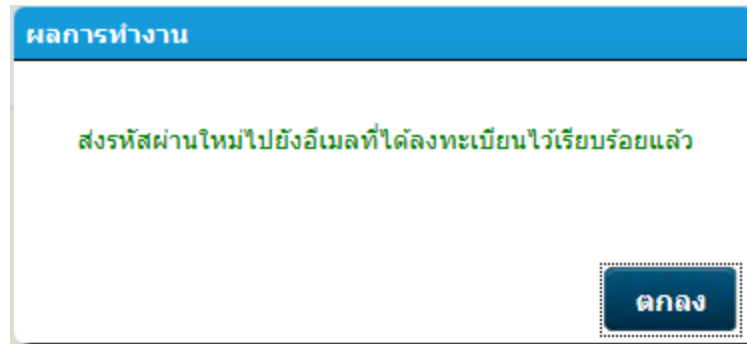 ผลการทำงาน
ส่งรหัสผ่านใหม่ไปยังอีเมลที่ได้ลงทะเบียนไว้เรียบร้อยแล้ว
ตกลง